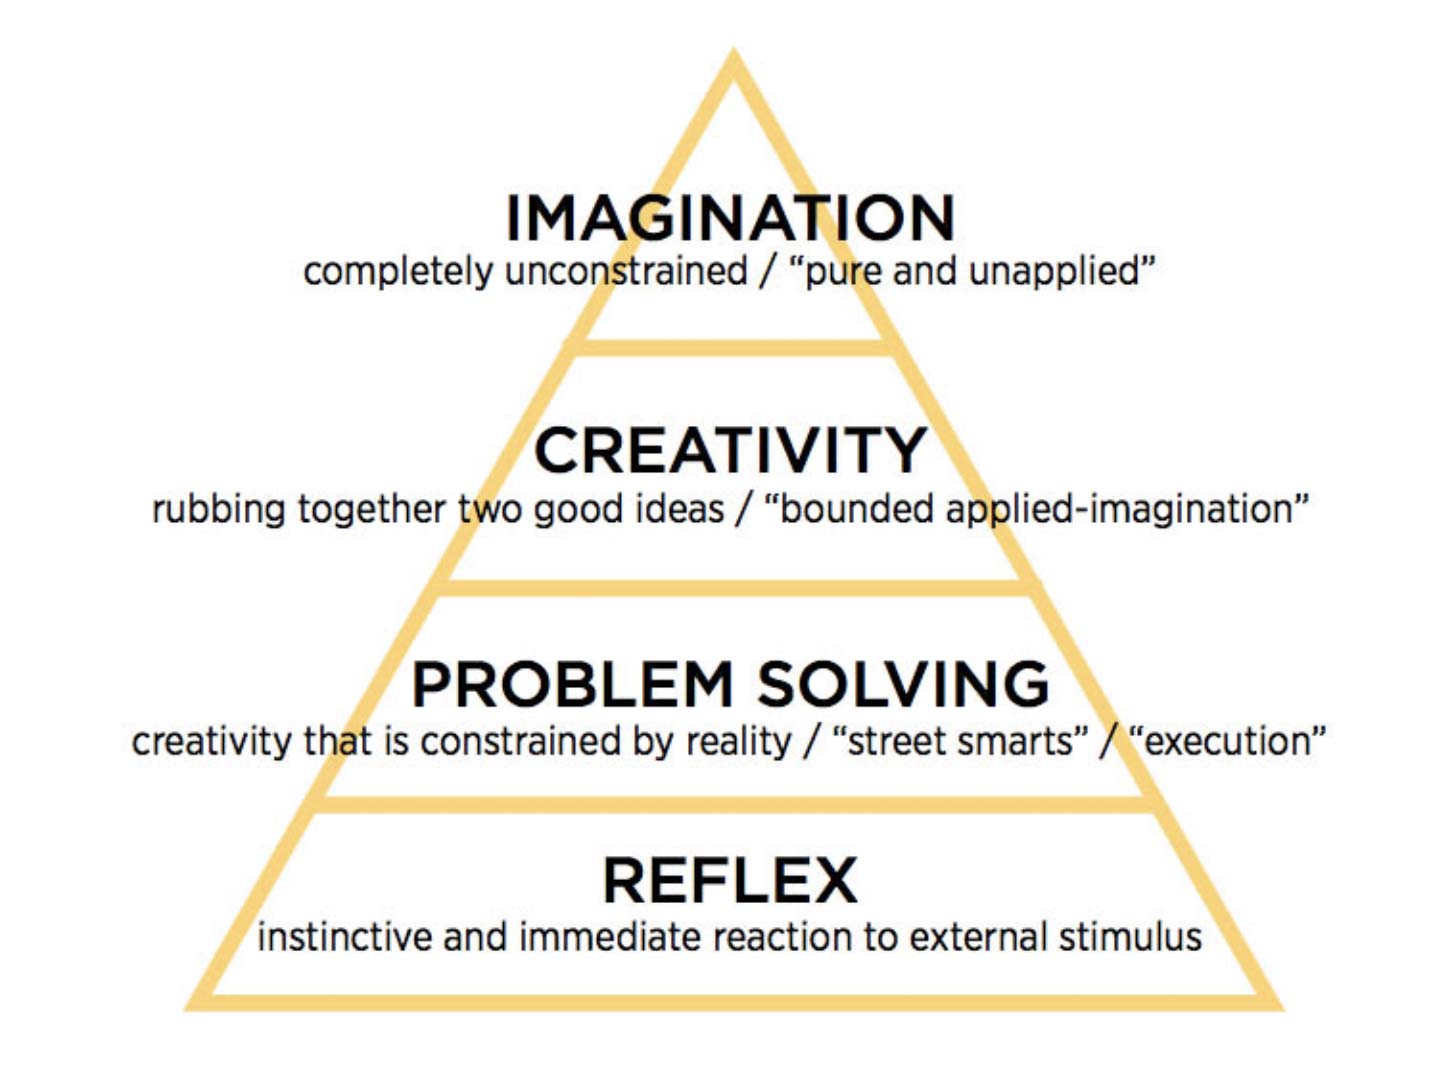 IMAGINATION
completely unconstrained / “pure and unapplied”
CREATIVITY
rubbing together two good ideas / “bounded applied-imagination”
PROBLEM SOLVING
creativity that is constrained by reality / “street smarts” / “execution”
REFLEX
instinctive and immediate reaction to external stimulus